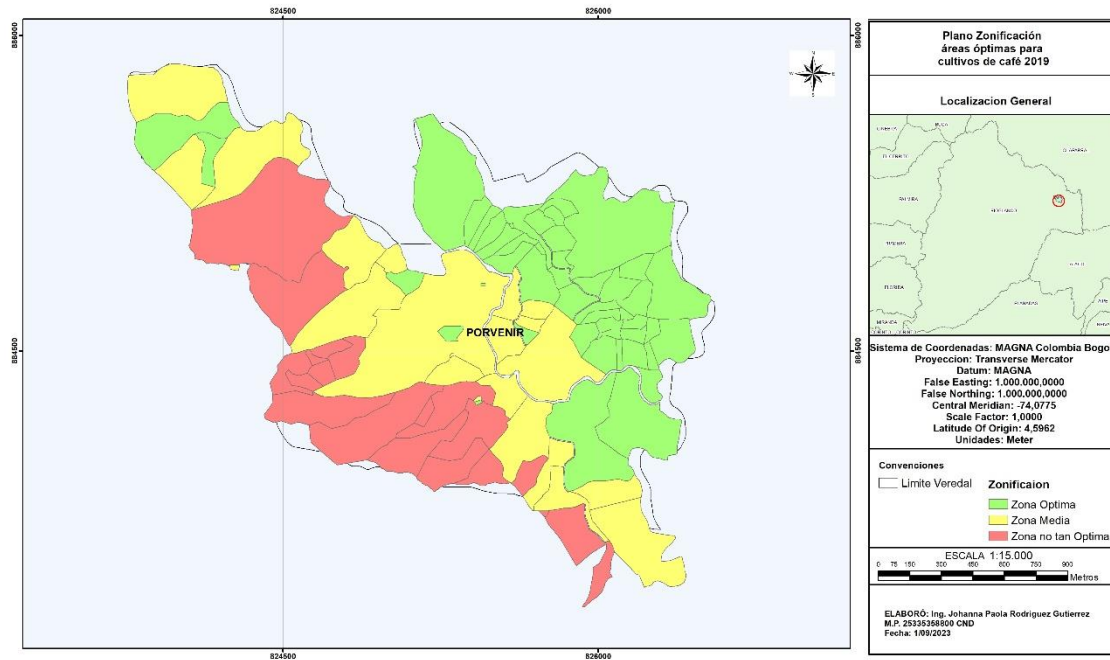 824500
826000
886000
886000
N
W
E
S
PORVENIR
884500
884500
824500
826000
Plano Zonificación
áreas óptimas para
cultivos de café 2019
Localizacion General
PALMIRA
PRADERA
FLORIDA
MIRANDA
PLANADAS
Sistema de Coordenadas: MAGNA Colombia Bogo
Proyeccion: Transverse Mercator
Datum: MAGNA
False Easting: 1.000.000,0000
False Northing: 1.000.000,0000
Central Meridian: -74,0775
Scale Factor: 1,0000
Latitude Of Origin: 4,5962
Unidades: Meter
Convenciones
Limite Veredal
Zonificaion
Zona Optima
Zona Media
Zona no tan Optima
ESCALA 1:15.000
0 75 150 300 450 600 750 900
Metros
ELABORÓ: Ing. Johanna Paola Rodriguez Gutierrez
M.P. 25335358800 CND
Fecha: 1/09/2023